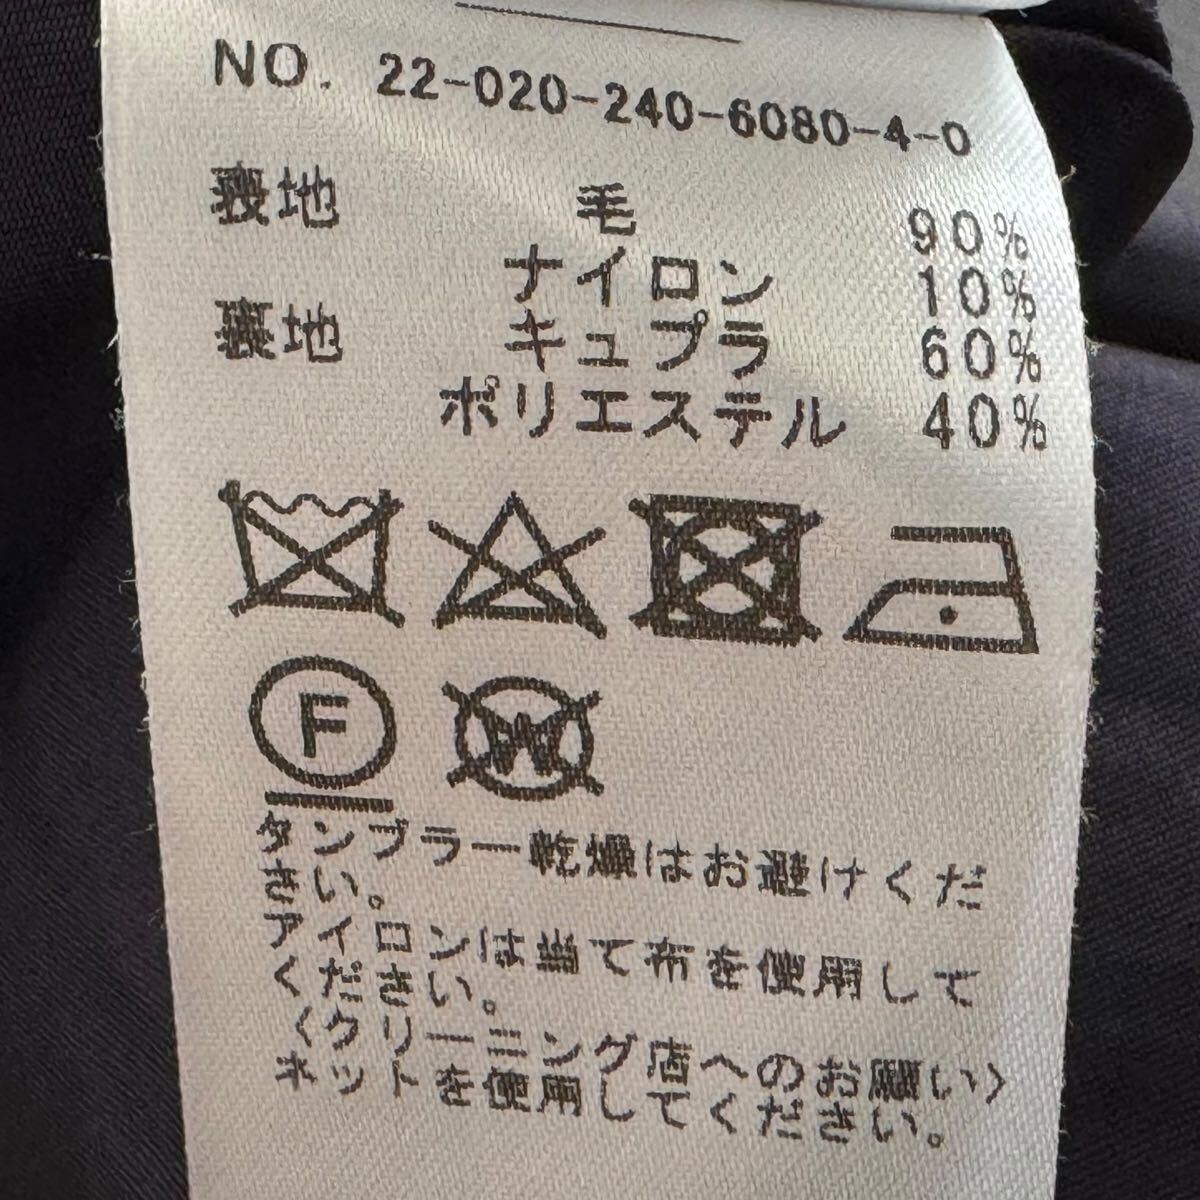 NO. 22-020-240-6080-4-0
表地 毛 90%
ナイロン 10%
裏地 キュプラ 60%
ポリエステル 40%
F W
タンブラー乾燥はお避けくだ
さい。
アイロンは当て布を使用して
ください。
〈クリーニング店へのお願い〉
ネットを使用してください。